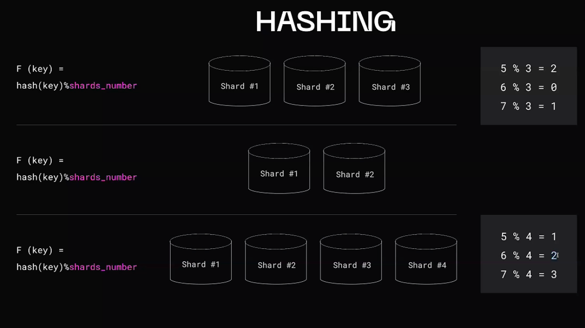 HASHING
F (key) =
hash(key)%shards_number
Shard #1
Shard #2
Shard #3
5 % 3 = 2
6 % 3 = 0
7 % 3 = 1
F (key) =
hash(key)%shards_number
Shard #1
Shard #2
F (key) =
hash(key)%shards_number
Shard #1
Shard #2
Shard #3
Shard #4
5 % 4 = 1
6 % 4 = 2
7 % 4 = 3